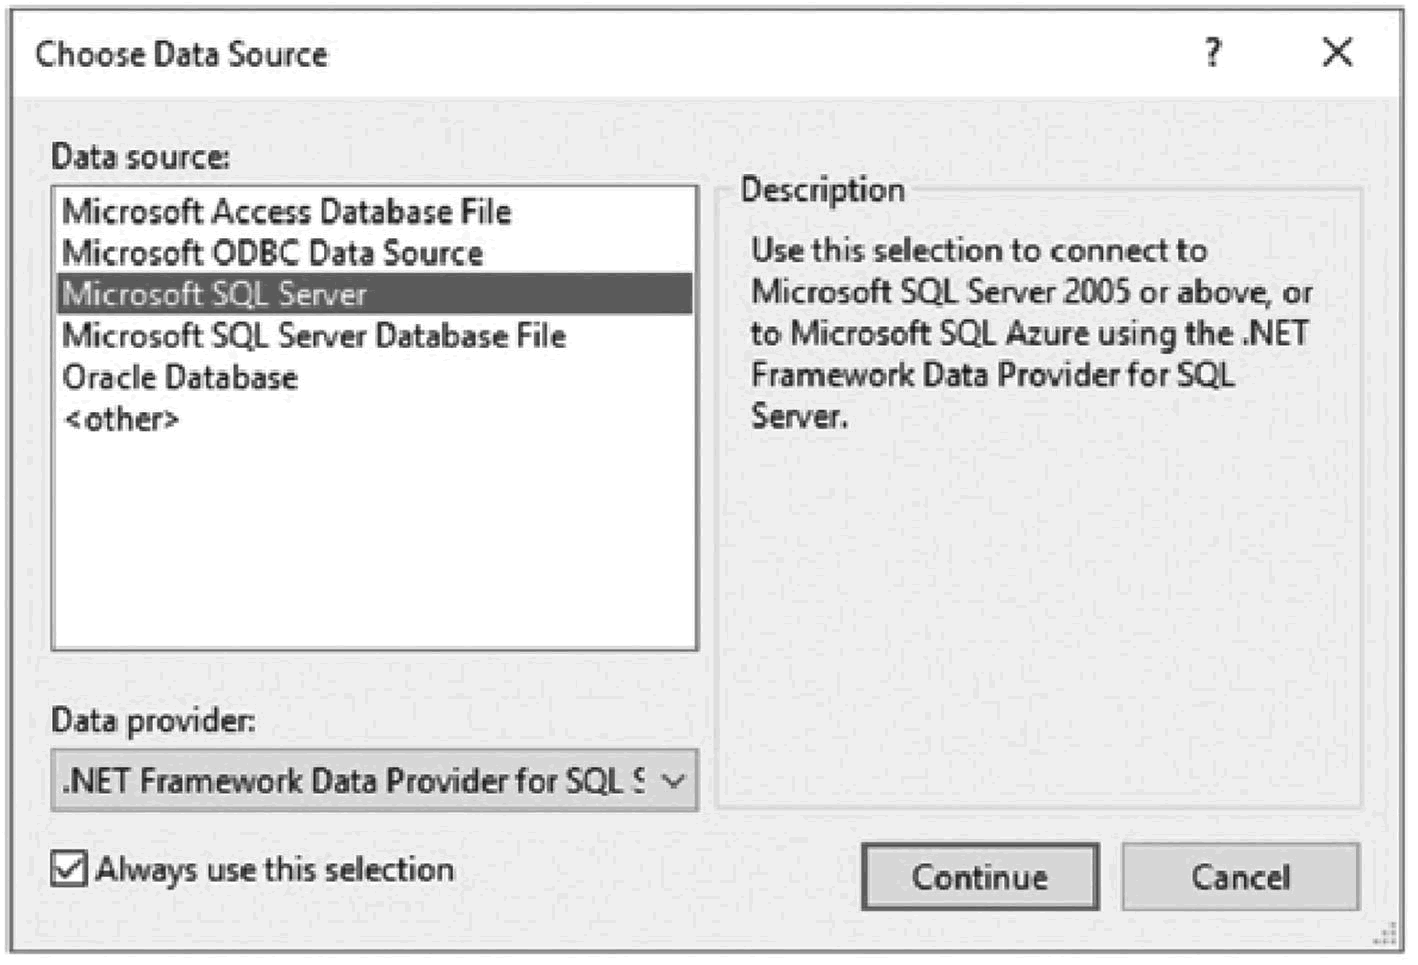 Choose Data Source
?
Data source:
Microsoft Access Database File
Microsoft ODBC Data Source
Microsoft SQL Server
Microsoft SQL Server Database File
Oracle Database
<other>
Description
Use this selection to connect to
Microsoft SQL Server 2005 or above, or
to Microsoft SQL Azure using the .NET
Framework Data Provider for SQL
Server.
Data provider:
.NET Framework Data Provider for SQL S
Always use this selection
Continue
Cancel